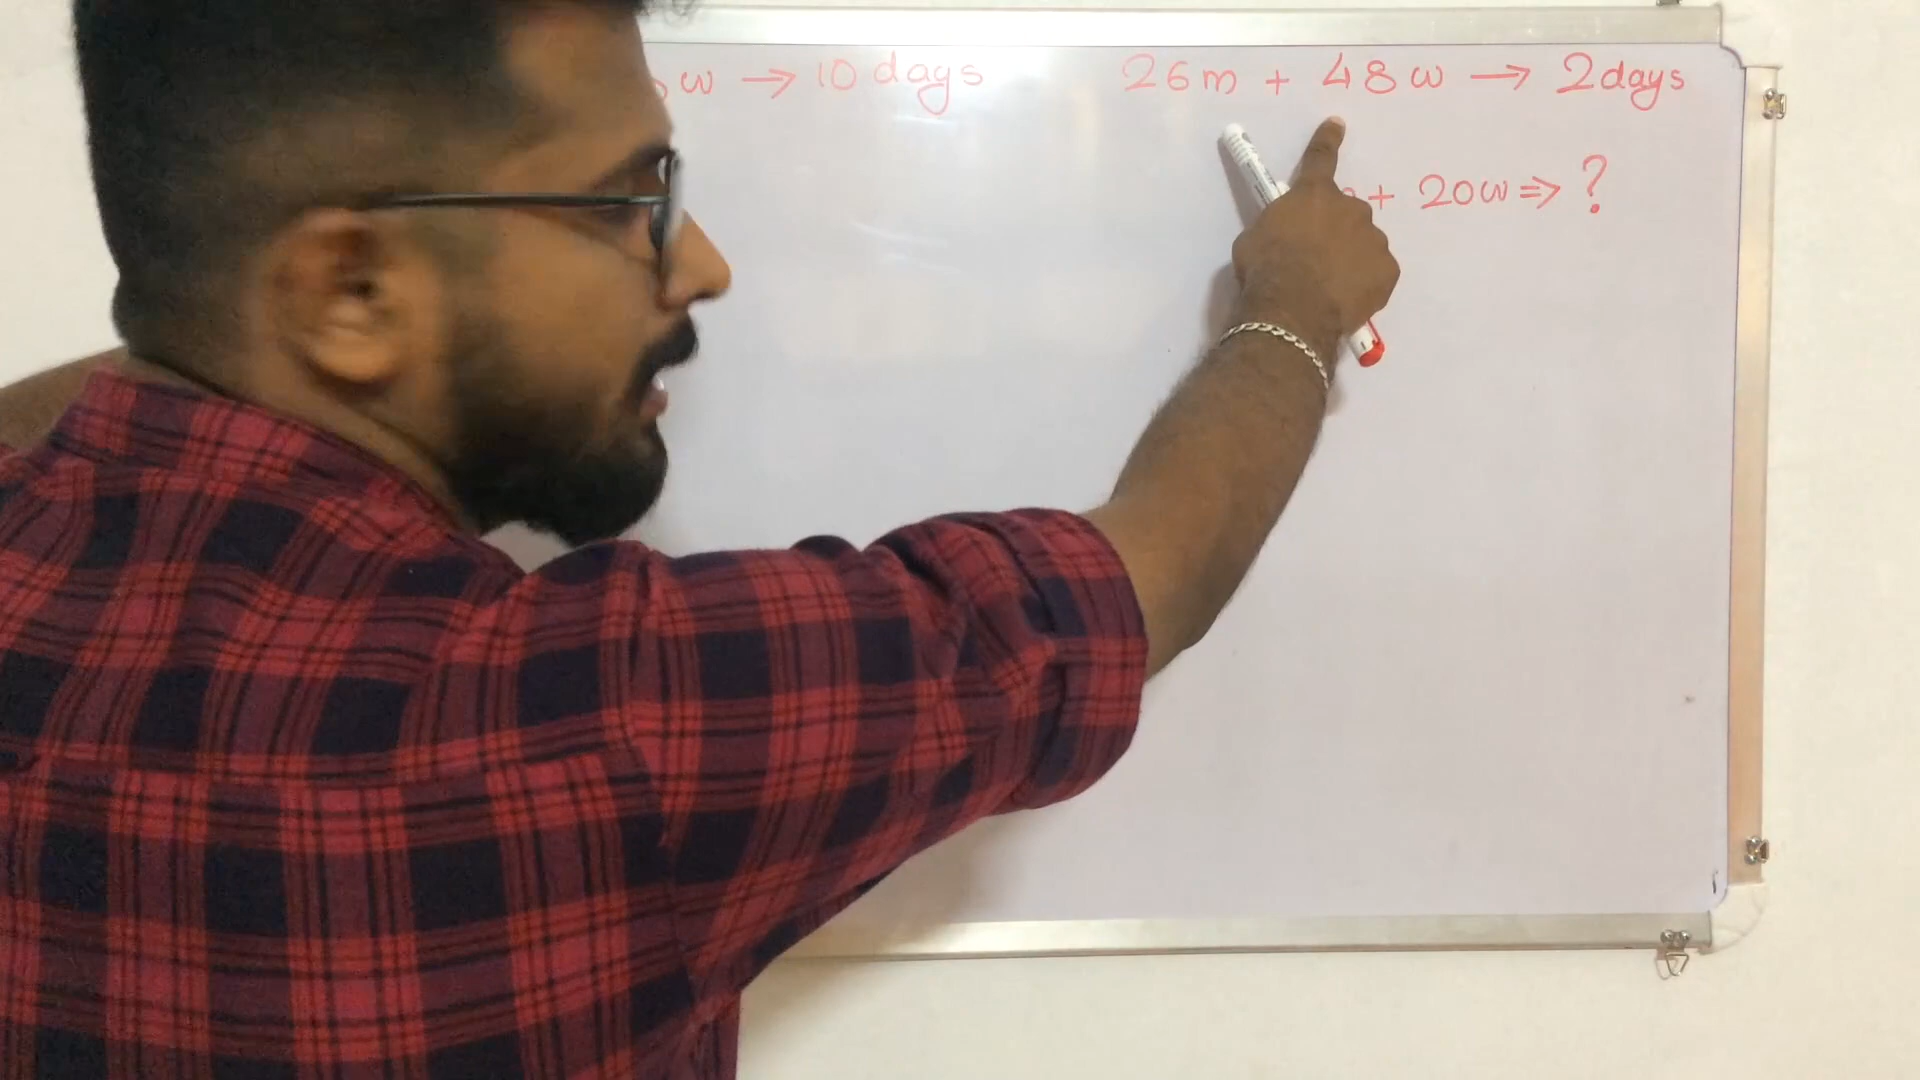 w → 10 days 26m + 48w → 2days
+ 20w ⇒ ?